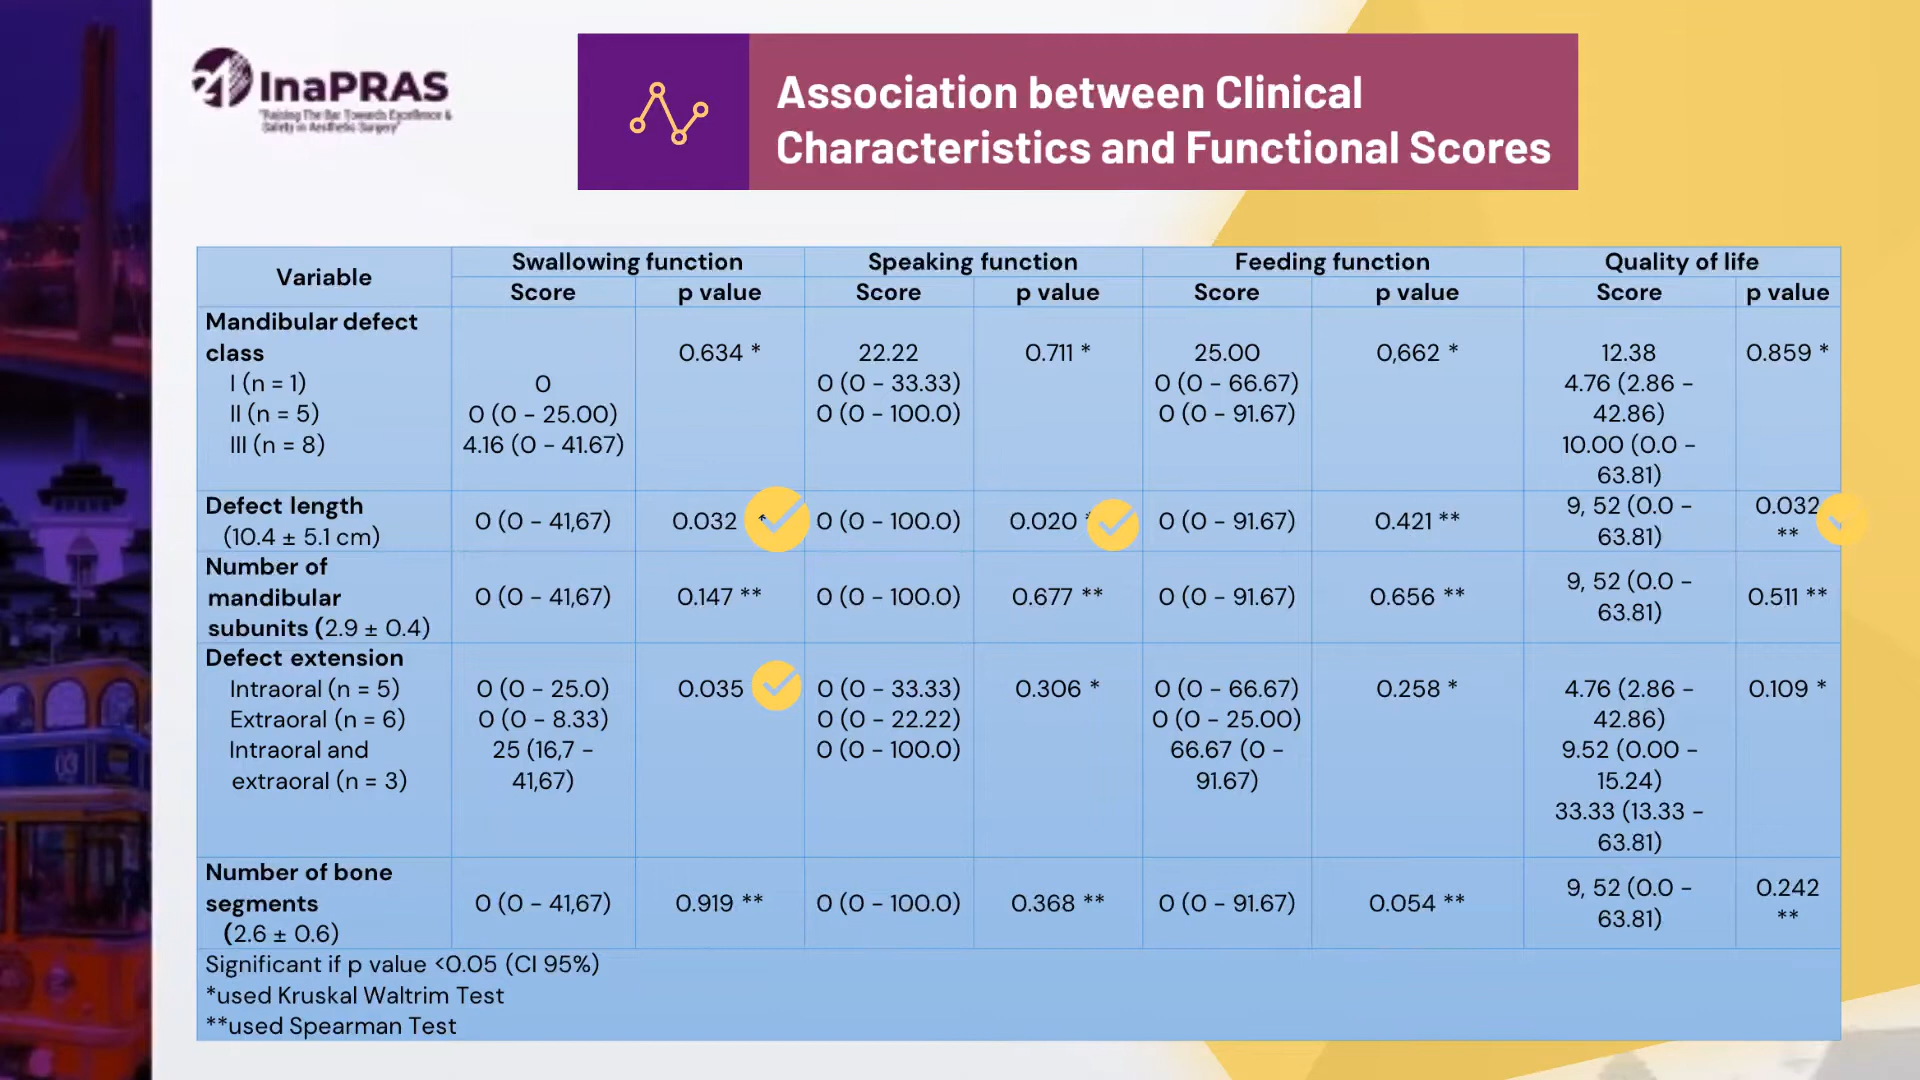 InaPRAS
"Raising The Bar Towards Excellence &
Safety in Aesthetic Surgery"
Association between Clinical
Characteristics and Functional Scores
Variable
Swallowing function
Speaking function
Feeding function
Quality of life
Score
p value
Score
p value
Score
p value
Score
p value
Mandibular defect
class
I (n = 1)
II (n = 5)
III (n = 8)
0
0 (0 - 25.00)
4.16 (0 - 41.67)
0.634 *
22.22
0 (0 - 33.33)
0 (0 - 100.0)
0.711 *
25.00
0 (0 - 66.67)
0 (0 - 91.67)
0,662 *
12.38
4.76 (2.86 -
42.86)
10.00 (0.0 -
63.81)
0.859 *
Defect length
(10.4 ± 5.1 cm)
0 (0 - 41,67)
0.032
0 (0 - 100.0)
0.020
0 (0 - 91.67)
0.421 **
9, 52 (0.0 -
63.81)
0.032
**
Number of
mandibular
subunits (2.9 ± 0.4)
0 (0 - 41,67)
0.147 **
0 (0 - 100.0)
0.677 **
0 (0 - 91.67)
0.656 **
9, 52 (0.0 -
63.81)
0.511 **
Defect extension
Intraoral (n = 5)
Extraoral (n = 6)
Intraoral and
extraoral (n = 3)
0 (0 - 25.0)
0 (0 - 8.33)
25 (16,7 -
41,67)
0.035
0 (0 - 33.33)
0 (0 - 22.22)
0 (0 - 100.0)
0.306 *
0 (0 - 66.67)
0 (0 - 25.00)
66.67 (0 -
91.67)
0.258 *
4.76 (2.86 -
42.86)
9.52 (0.00 -
15.24)
33.33 (13.33 -
63.81)
0.109 *
Number of bone
segments
(2.6 ± 0.6)
0 (0 - 41,67)
0.919 **
0 (0 - 100.0)
0.368 **
0 (0 - 91.67)
0.054 **
9, 52 (0.0 -
63.81)
0.242
**
Significant if p value <0.05 (CI 95%)
*used Kruskal Waltrim Test
**used Spearman Test
03